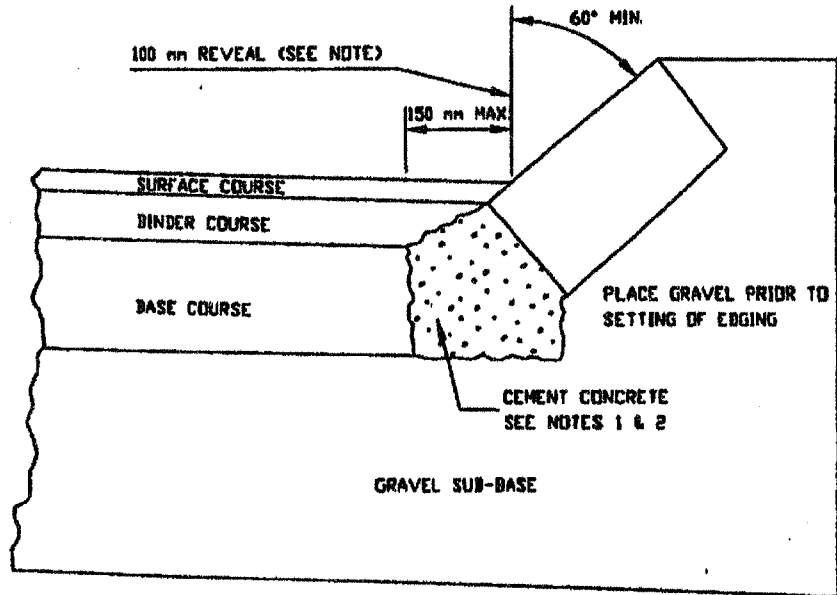 60° MIN.
100 mm REVEAL (SEE NOTE)
150 mm MAX
SURFACE COURSE
BINDER COURSE
BASE COURSE
PLACE GRAVEL PRIOR TO
SETTING OF EDGING
CEMENT CONCRETE
SEE NOTES 1 & 2
GRAVEL SUB-BASE